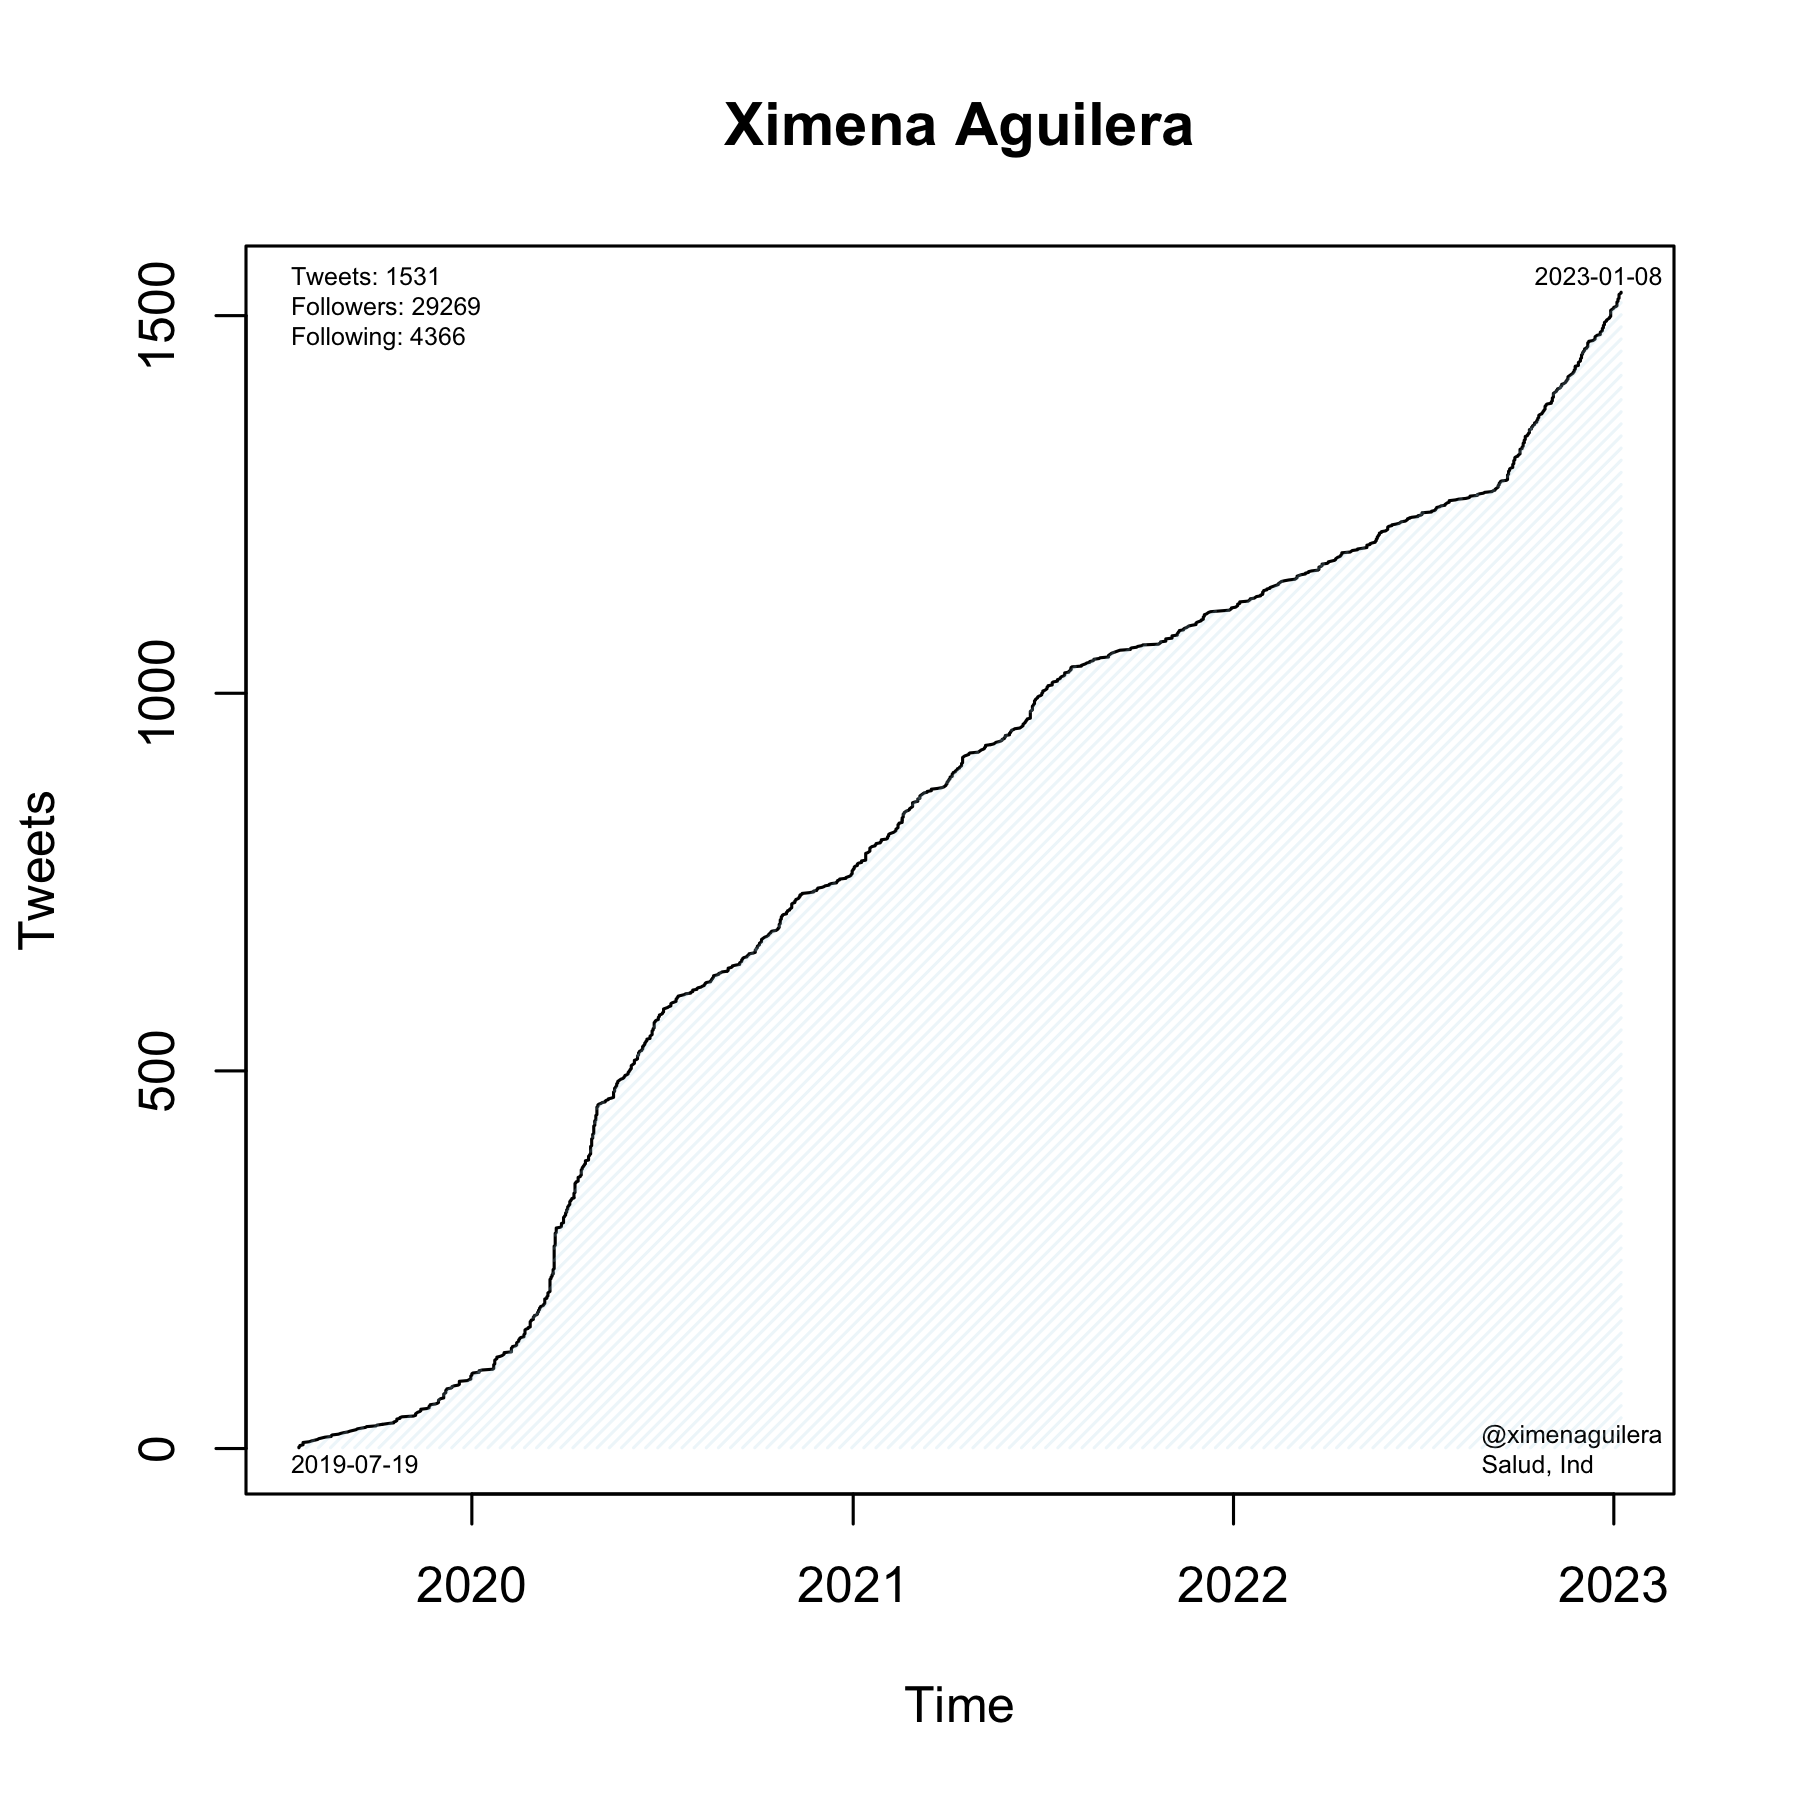 Ximena Aguilera
Tweets: 1531
Followers: 29269
Following: 4366
2023-01-08
Tweets
1500
1000
500
0
2019-07-19
@ximenaguilera
Salud, Ind
2020
2021
2022
2023
Time